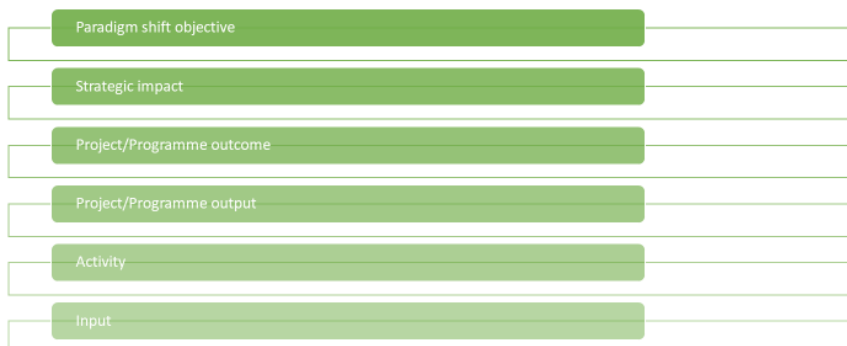 Paradigm shift objective
Strategic impact
Project/Programme outcome
Project/Programme output
Activity
Input